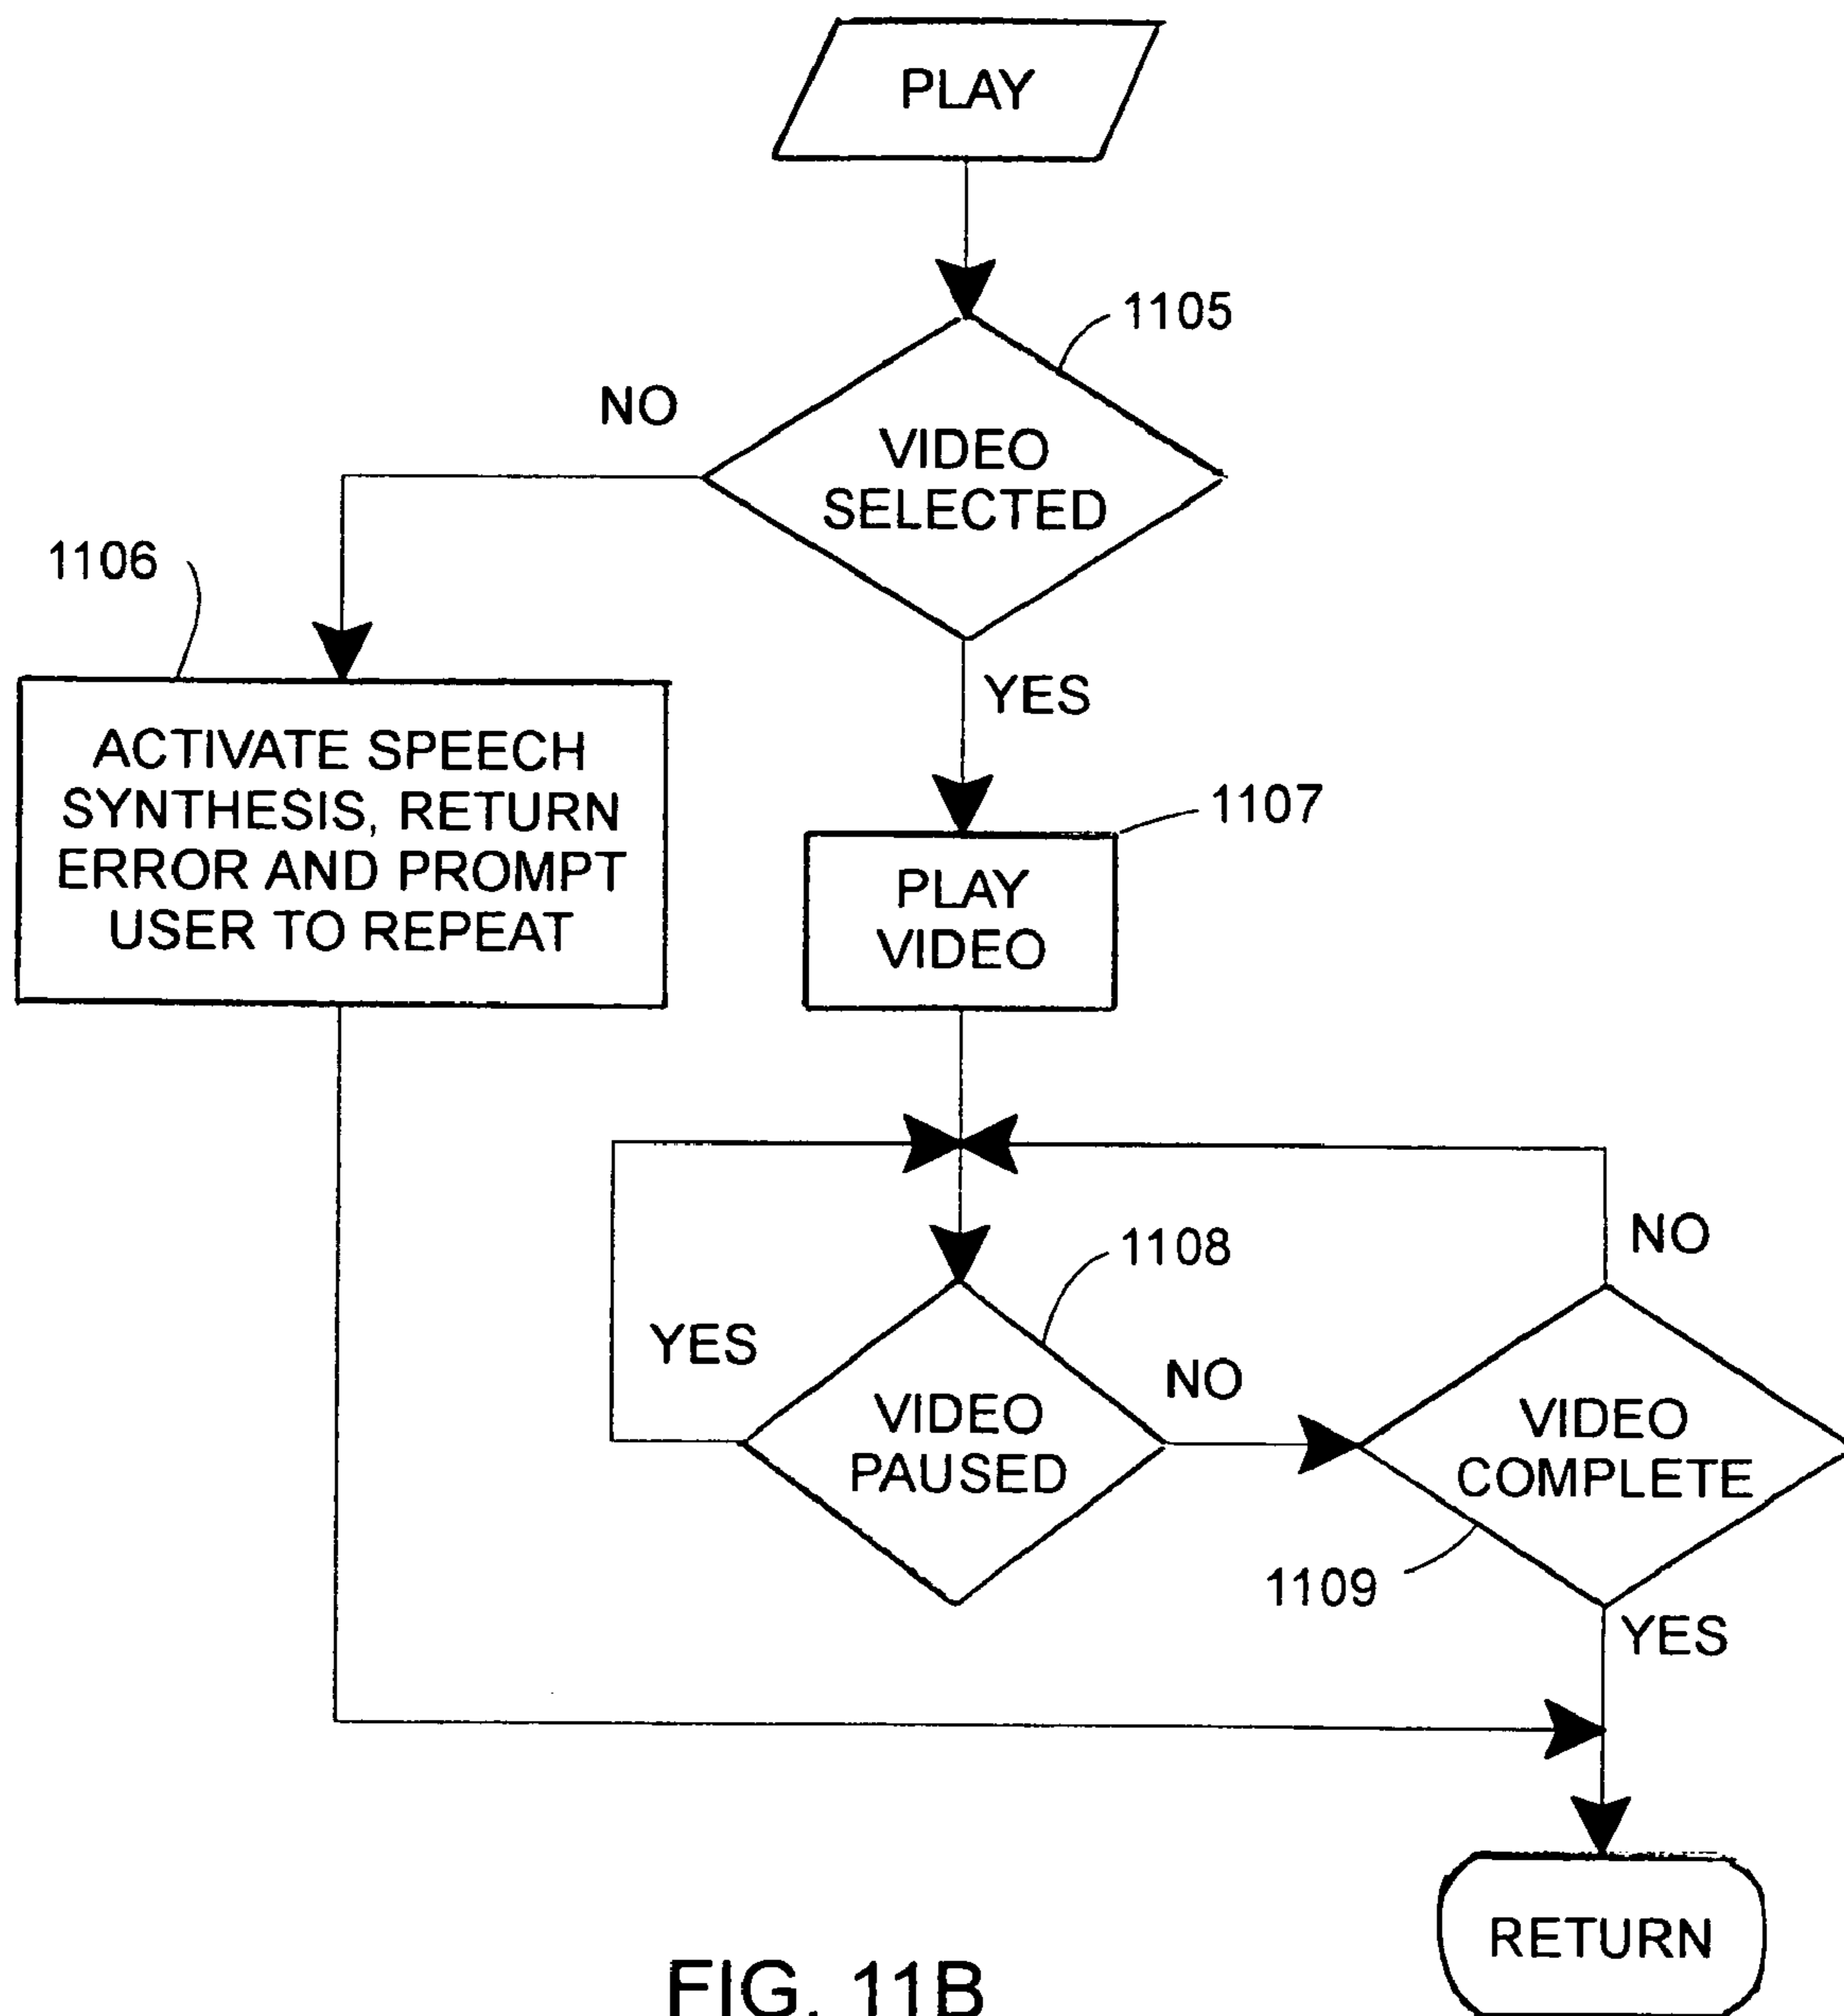 PLAY
1105
NO
VIDEO
SELECTED
1106
YES
ACTIVATE SPEECH
SYNTHESIS, RETURN
ERROR AND PROMPT
USER TO REPEAT
1107
PLAY
VIDEO
1108
NO
YES
NO
VIDEO
PAUSED
VIDEO
COMPLETE
1109
YES
RETURN
FIG. 11B